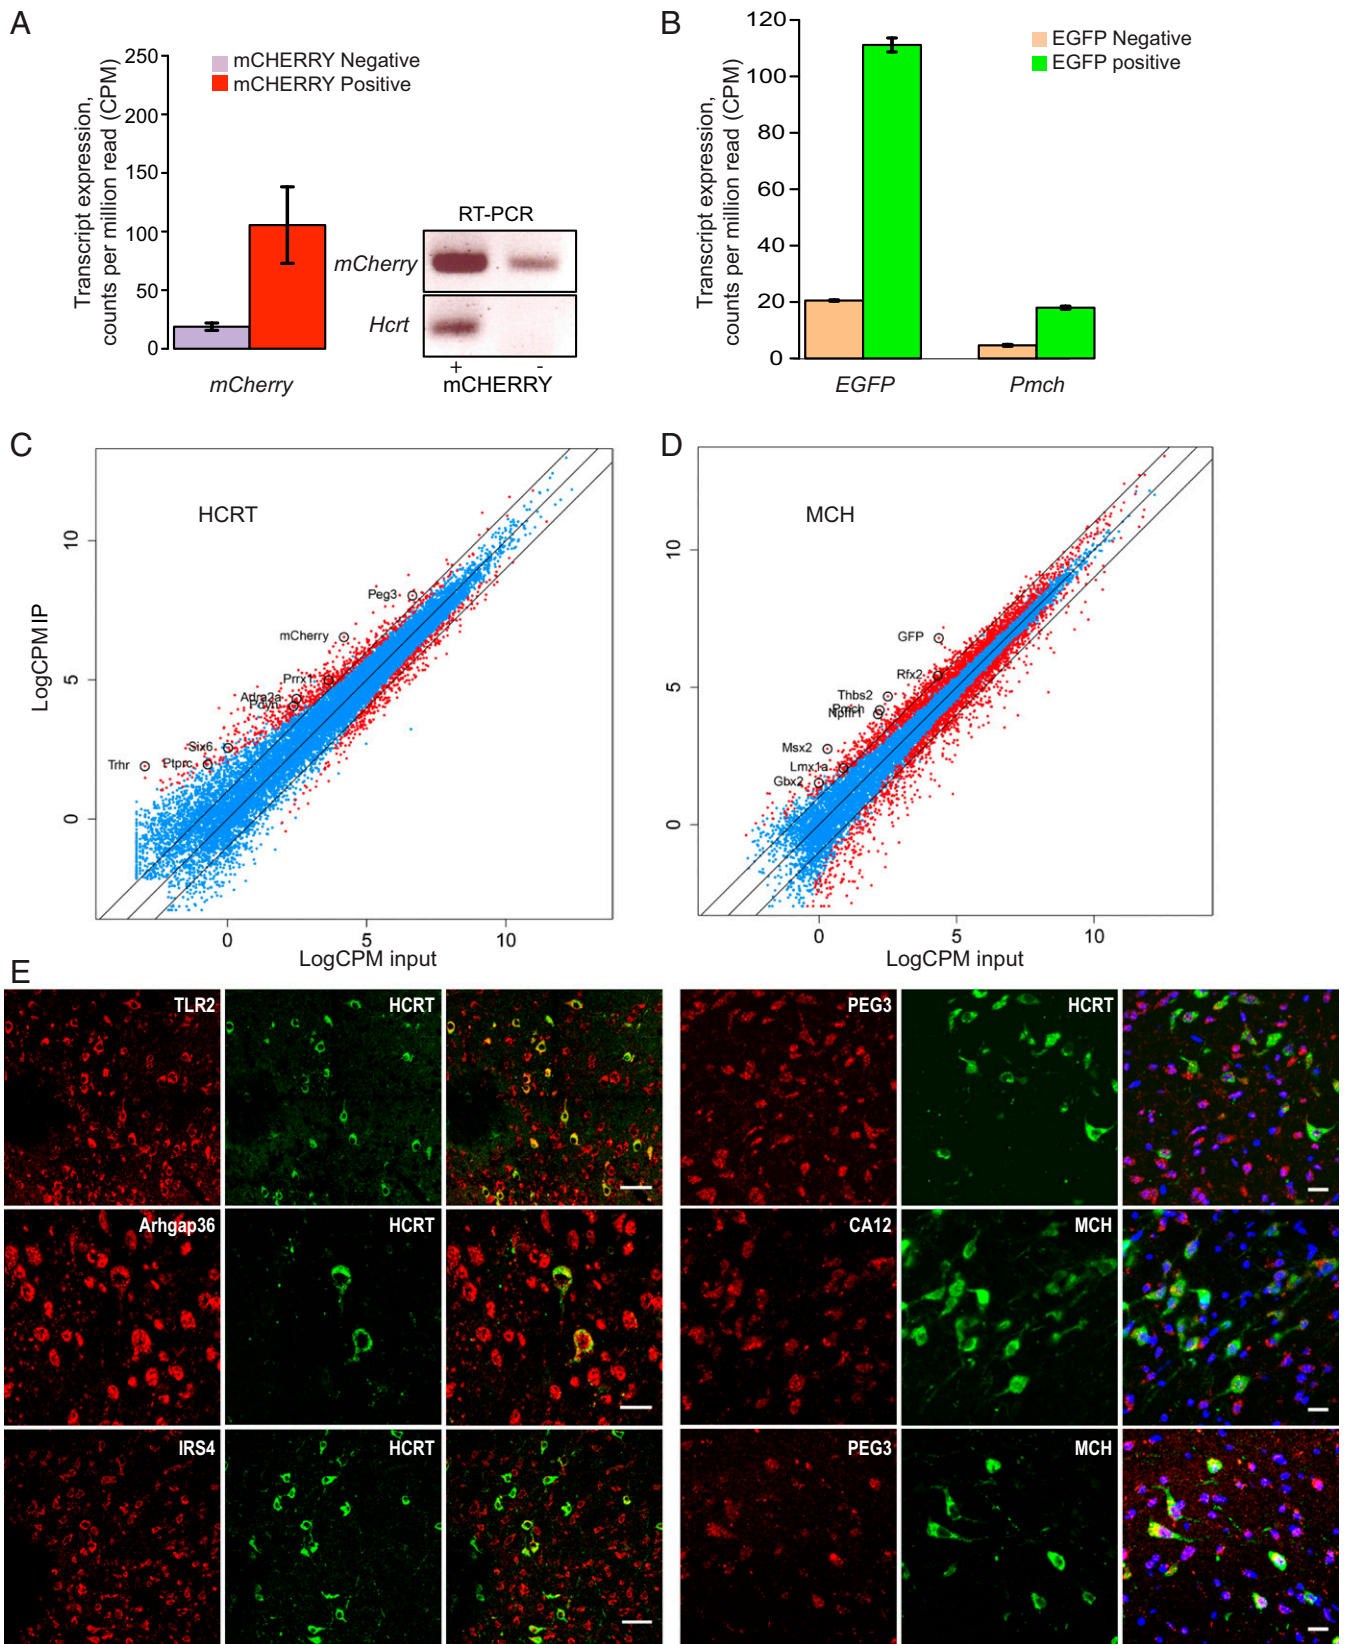 A
250
200
150
100
50
0
Transcript expression,
counts per million read (CPM)
mCHERRY Negative
mCHERRY Positive
mCherry
RT-PCR
mCherry
Hcrt
+ -
mCHERRY
B
120
100
80
60
40
20
0
Transcript expression,
counts per million read (CPM)
EGFP Negative
EGFP positive
EGFP Pmch
C
HCRT
LogCPM IP
10
5
0
Peg3
mCherry
Prrx1
Adra2a
Pdyn
Six6
Ptprc
Trhr
0 5 10
LogCPM input
D
MCH
10
5
0
GFP
Rfx2
Thbs2
Pmch
Npffr1
Msx2
Lmx1a
Gbx2
0 5 10
LogCPM input
E
TLR2 HCRT
PEG3 HCRT
Arhgap36 HCRT
CA12 MCH
IRS4 HCRT
PEG3 MCH